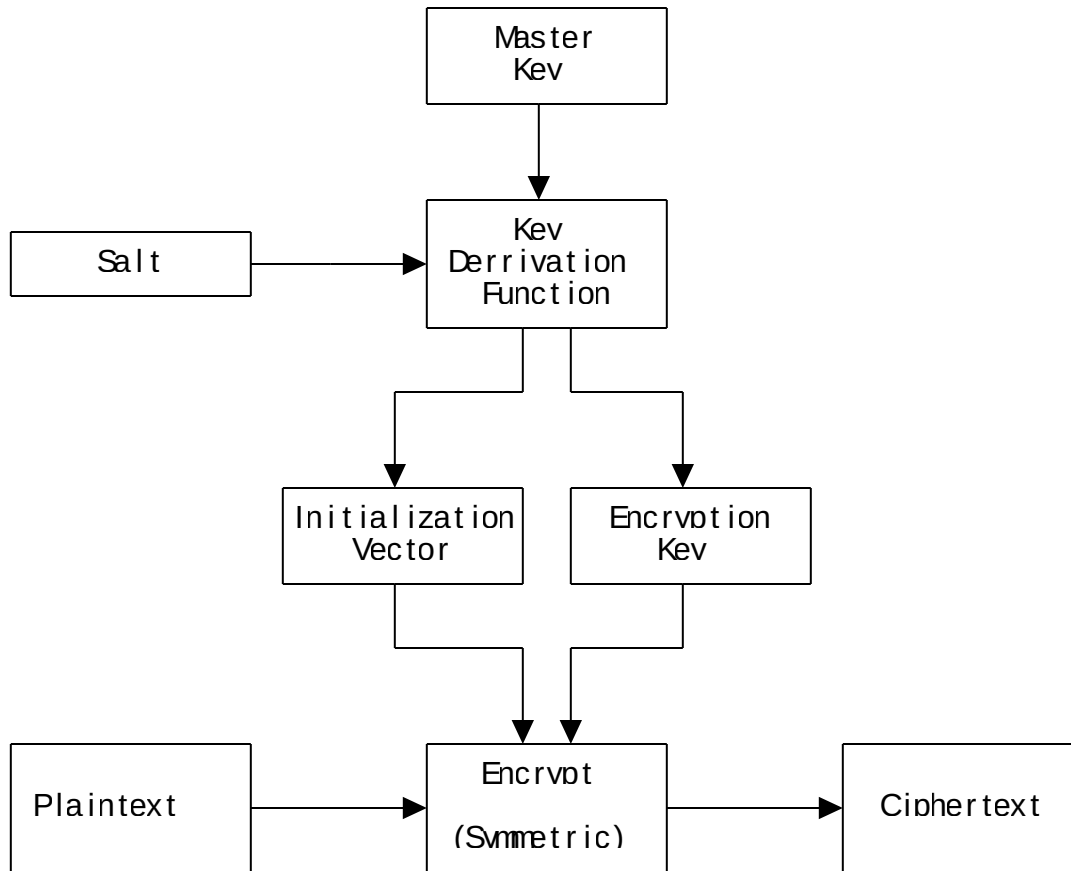 Master
Key
Salt
Key
Derrivation
Function
Initialization
Vector
Encryption
Key
Plaintext
Encrypt
(Symmetric)
Ciphertext